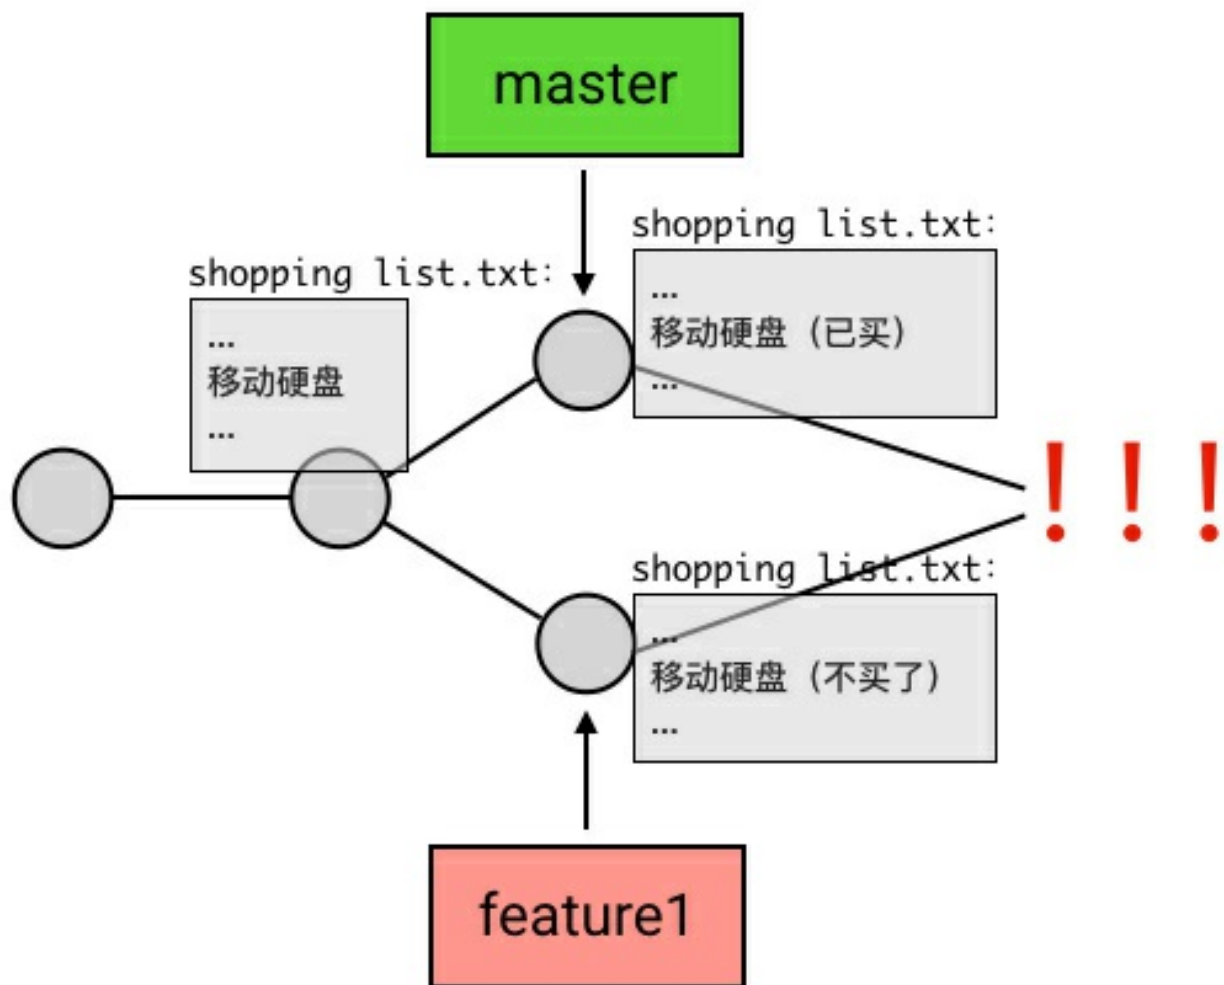 master
shopping list.txt:
...
移动硬盘（已买）
...
shopping list.txt:
...
移动硬盘
...
！！！
shopping list.txt:
...
移动硬盘（不买了）
...
feature1